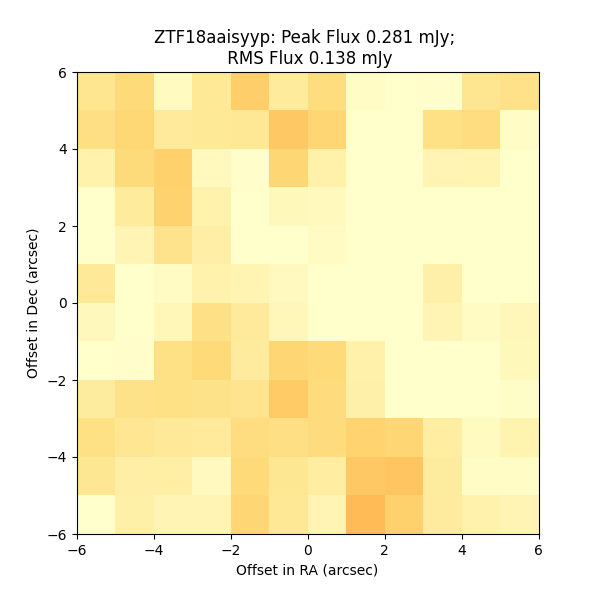 ZTF18aaisyyp: Peak Flux 0.281 mJy;
RMS Flux 0.138 mJy
6
4
2
0
−2
−4
−6
Offset in Dec (arcsec)
−6 −4 −2 0 2 4 6
Offset in RA (arcsec)